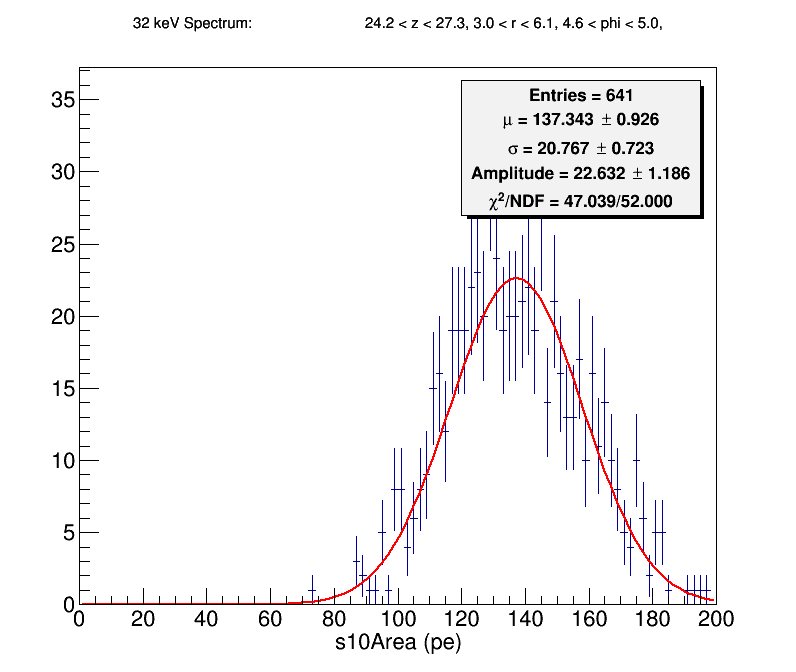 32 keV Spectrum: 24.2 < z < 27.3, 3.0 < r < 6.1, 4.6 < phi < 5.0,
Entries = 641
μ = 137.343 ± 0.926
σ = 20.767 ± 0.723
Amplitude = 22.632 ± 1.186
χ²/NDF = 47.039/52.000
35
30
25
20
15
10
5
0
0 20 40 60 80 100 120 140 160 180 200
s10Area (pe)